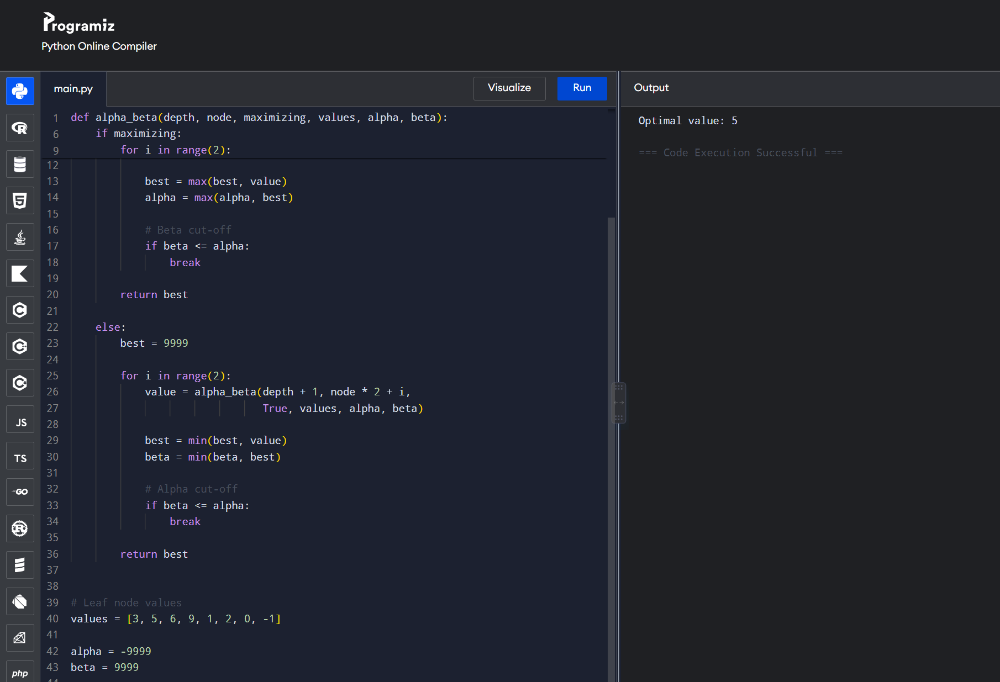 Programiz
Python Online Compiler
main.py
Visualize
Run
Output
1 def alpha_beta(depth, node, maximizing, values, alpha, beta):
6 if maximizing:
9 for i in range(2):
12
13 best = max(best, value)
14 alpha = max(alpha, best)
15
16 # Beta cut-off
17 if beta <= alpha:
18 break
19
20 return best
21
22 else:
23 best = 9999
24
25 for i in range(2):
26 value = alpha_beta(depth + 1, node * 2 + i,
27 True, values, alpha, beta)
28
29 best = min(best, value)
30 beta = min(beta, best)
31
32 # Alpha cut-off
33 if beta <= alpha:
34 break
35
36 return best
37
38
39 # Leaf node values
40 values = [3, 5, 6, 9, 1, 2, 0, -1]
41
42 alpha = -9999
43 beta = 9999
44
Optimal value: 5
=== Code Execution Successful ===
R
5
C
C++
C#
JS
TS
GO
R
php